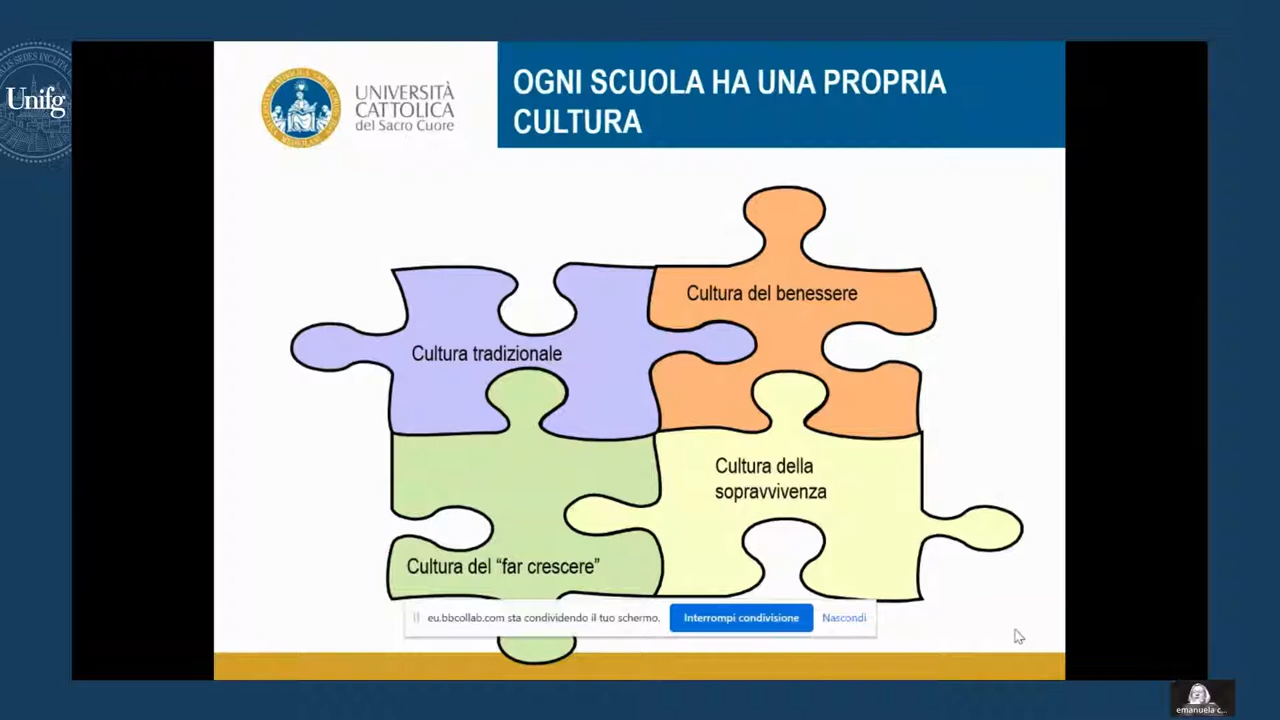 Unifg
UNIVERSITÀ
CATTOLICA
del Sacro Cuore
OGNI SCUOLA HA UNA PROPRIA
CULTURA
Cultura del benessere
Cultura tradizionale
Cultura della
sopravvivenza
Cultura del “far crescere”
eu.bbcollab.com sta condividendo il tuo schermo.
Interrompi condivisione
Nascondi
emanuela c...